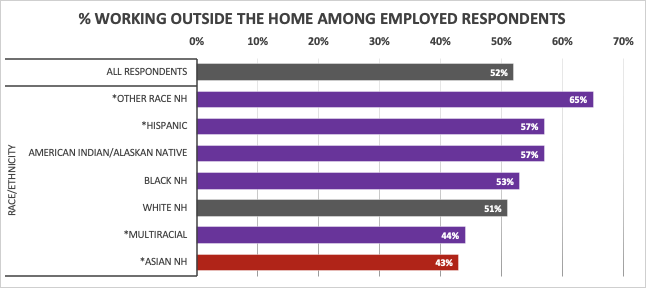 % WORKING OUTSIDE THE HOME AMONG EMPLOYED RESPONDENTS
0% 10% 20% 30% 40% 50% 60% 70%
ALL RESPONDENTS 52%
RACE/ETHNICITY
*OTHER RACE NH 65%
*HISPANIC 57%
AMERICAN INDIAN/ALASKAN NATIVE 57%
BLACK NH 53%
WHITE NH 51%
*MULTIRACIAL 44%
*ASIAN NH 43%